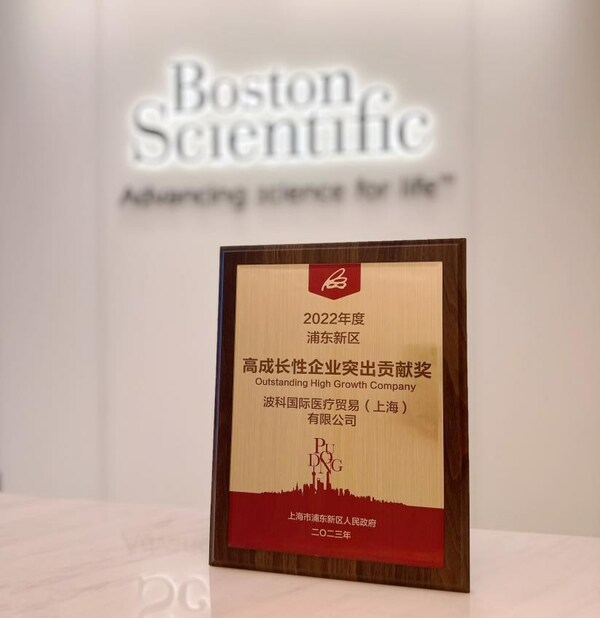 Boston
Scientific
Advancing science for life™
2022年度
浦东新区
高成长性企业突出贡献奖
Outstanding High Growth Company
波科国际医疗贸易（上海）
有限公司
PU
DONG
上海市浦东新区人民政府
二〇二三年